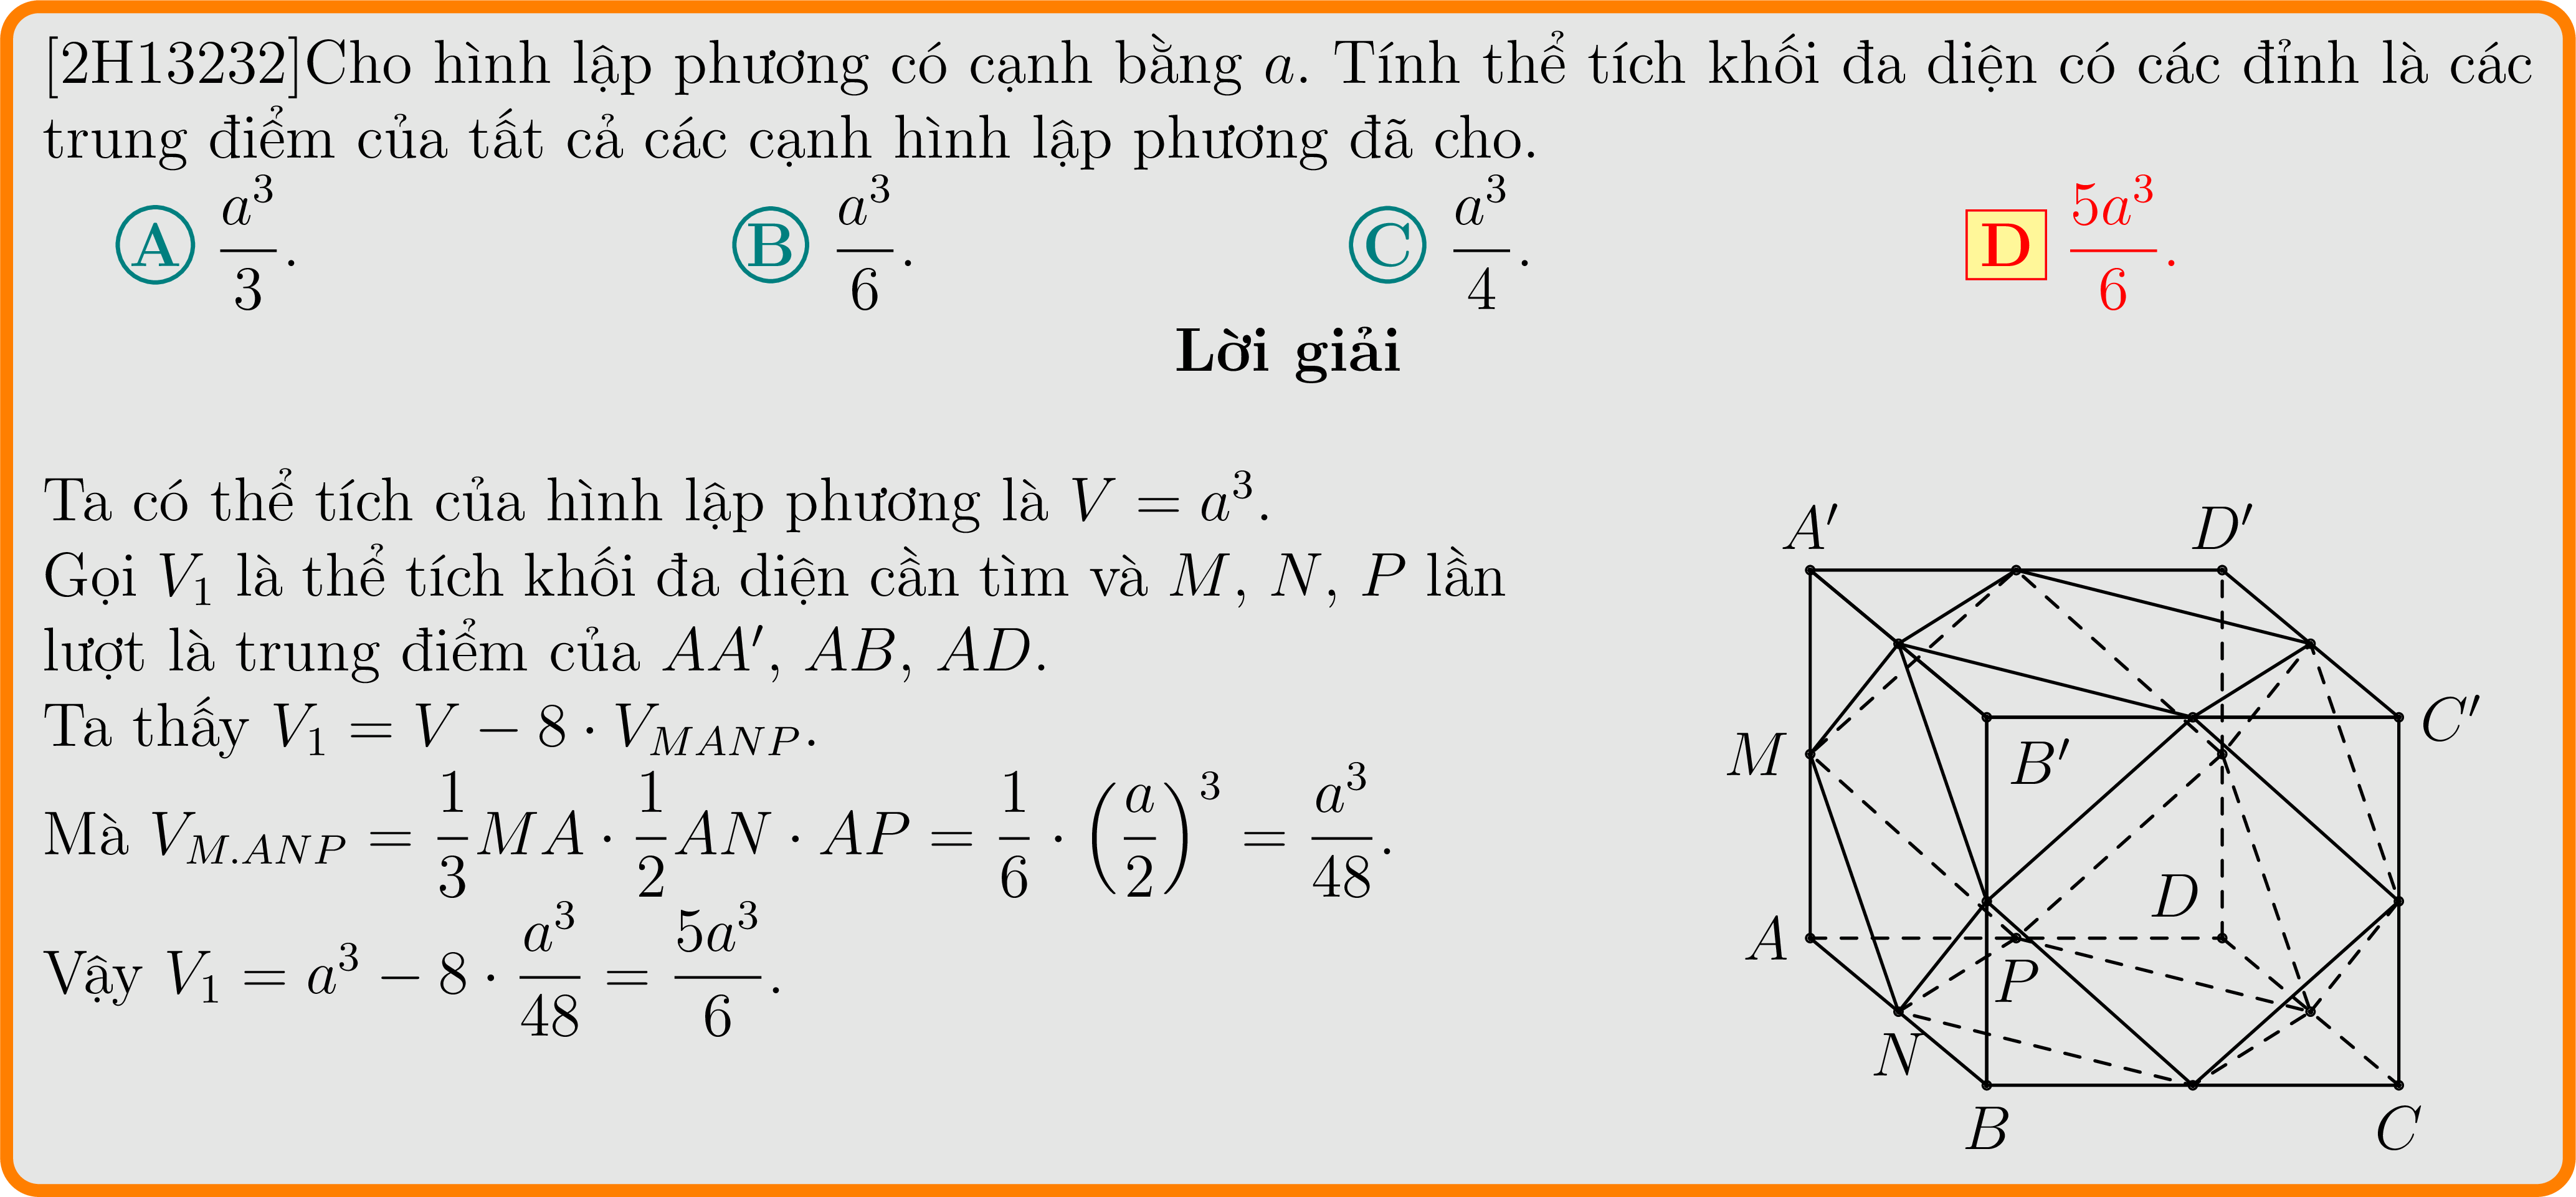 [2H13232]Cho hình lập phương có cạnh bằng a. Tính thể tích khối đa diện có các đỉnh là các
trung điểm của tất cả các cạnh hình lập phương đã cho.
A \frac{a^3}{3}. B \frac{a^3}{6}. C \frac{a^3}{4}. D \frac{5a^3}{6}.
Lời giải
Ta có thể tích của hình lập phương là V = a^3.
Gọi V_1 là thể tích khối đa diện cần tìm và M, N, P lần
lượt là trung điểm của AA', AB, AD.
Ta thấy V_1 = V − 8 · V_{MANP}.
Mà V_{M.ANP} = \frac{1}{3}MA · \frac{1}{2}AN · AP = \frac{1}{6} · \left(\frac{a}{2}\right)^3 = \frac{a^3}{48}.
Vậy V_1 = a^3 − 8 · \frac{a^3}{48} = \frac{5a^3}{6}.
A' D'
C'
M B'
D
A
P
N
B C